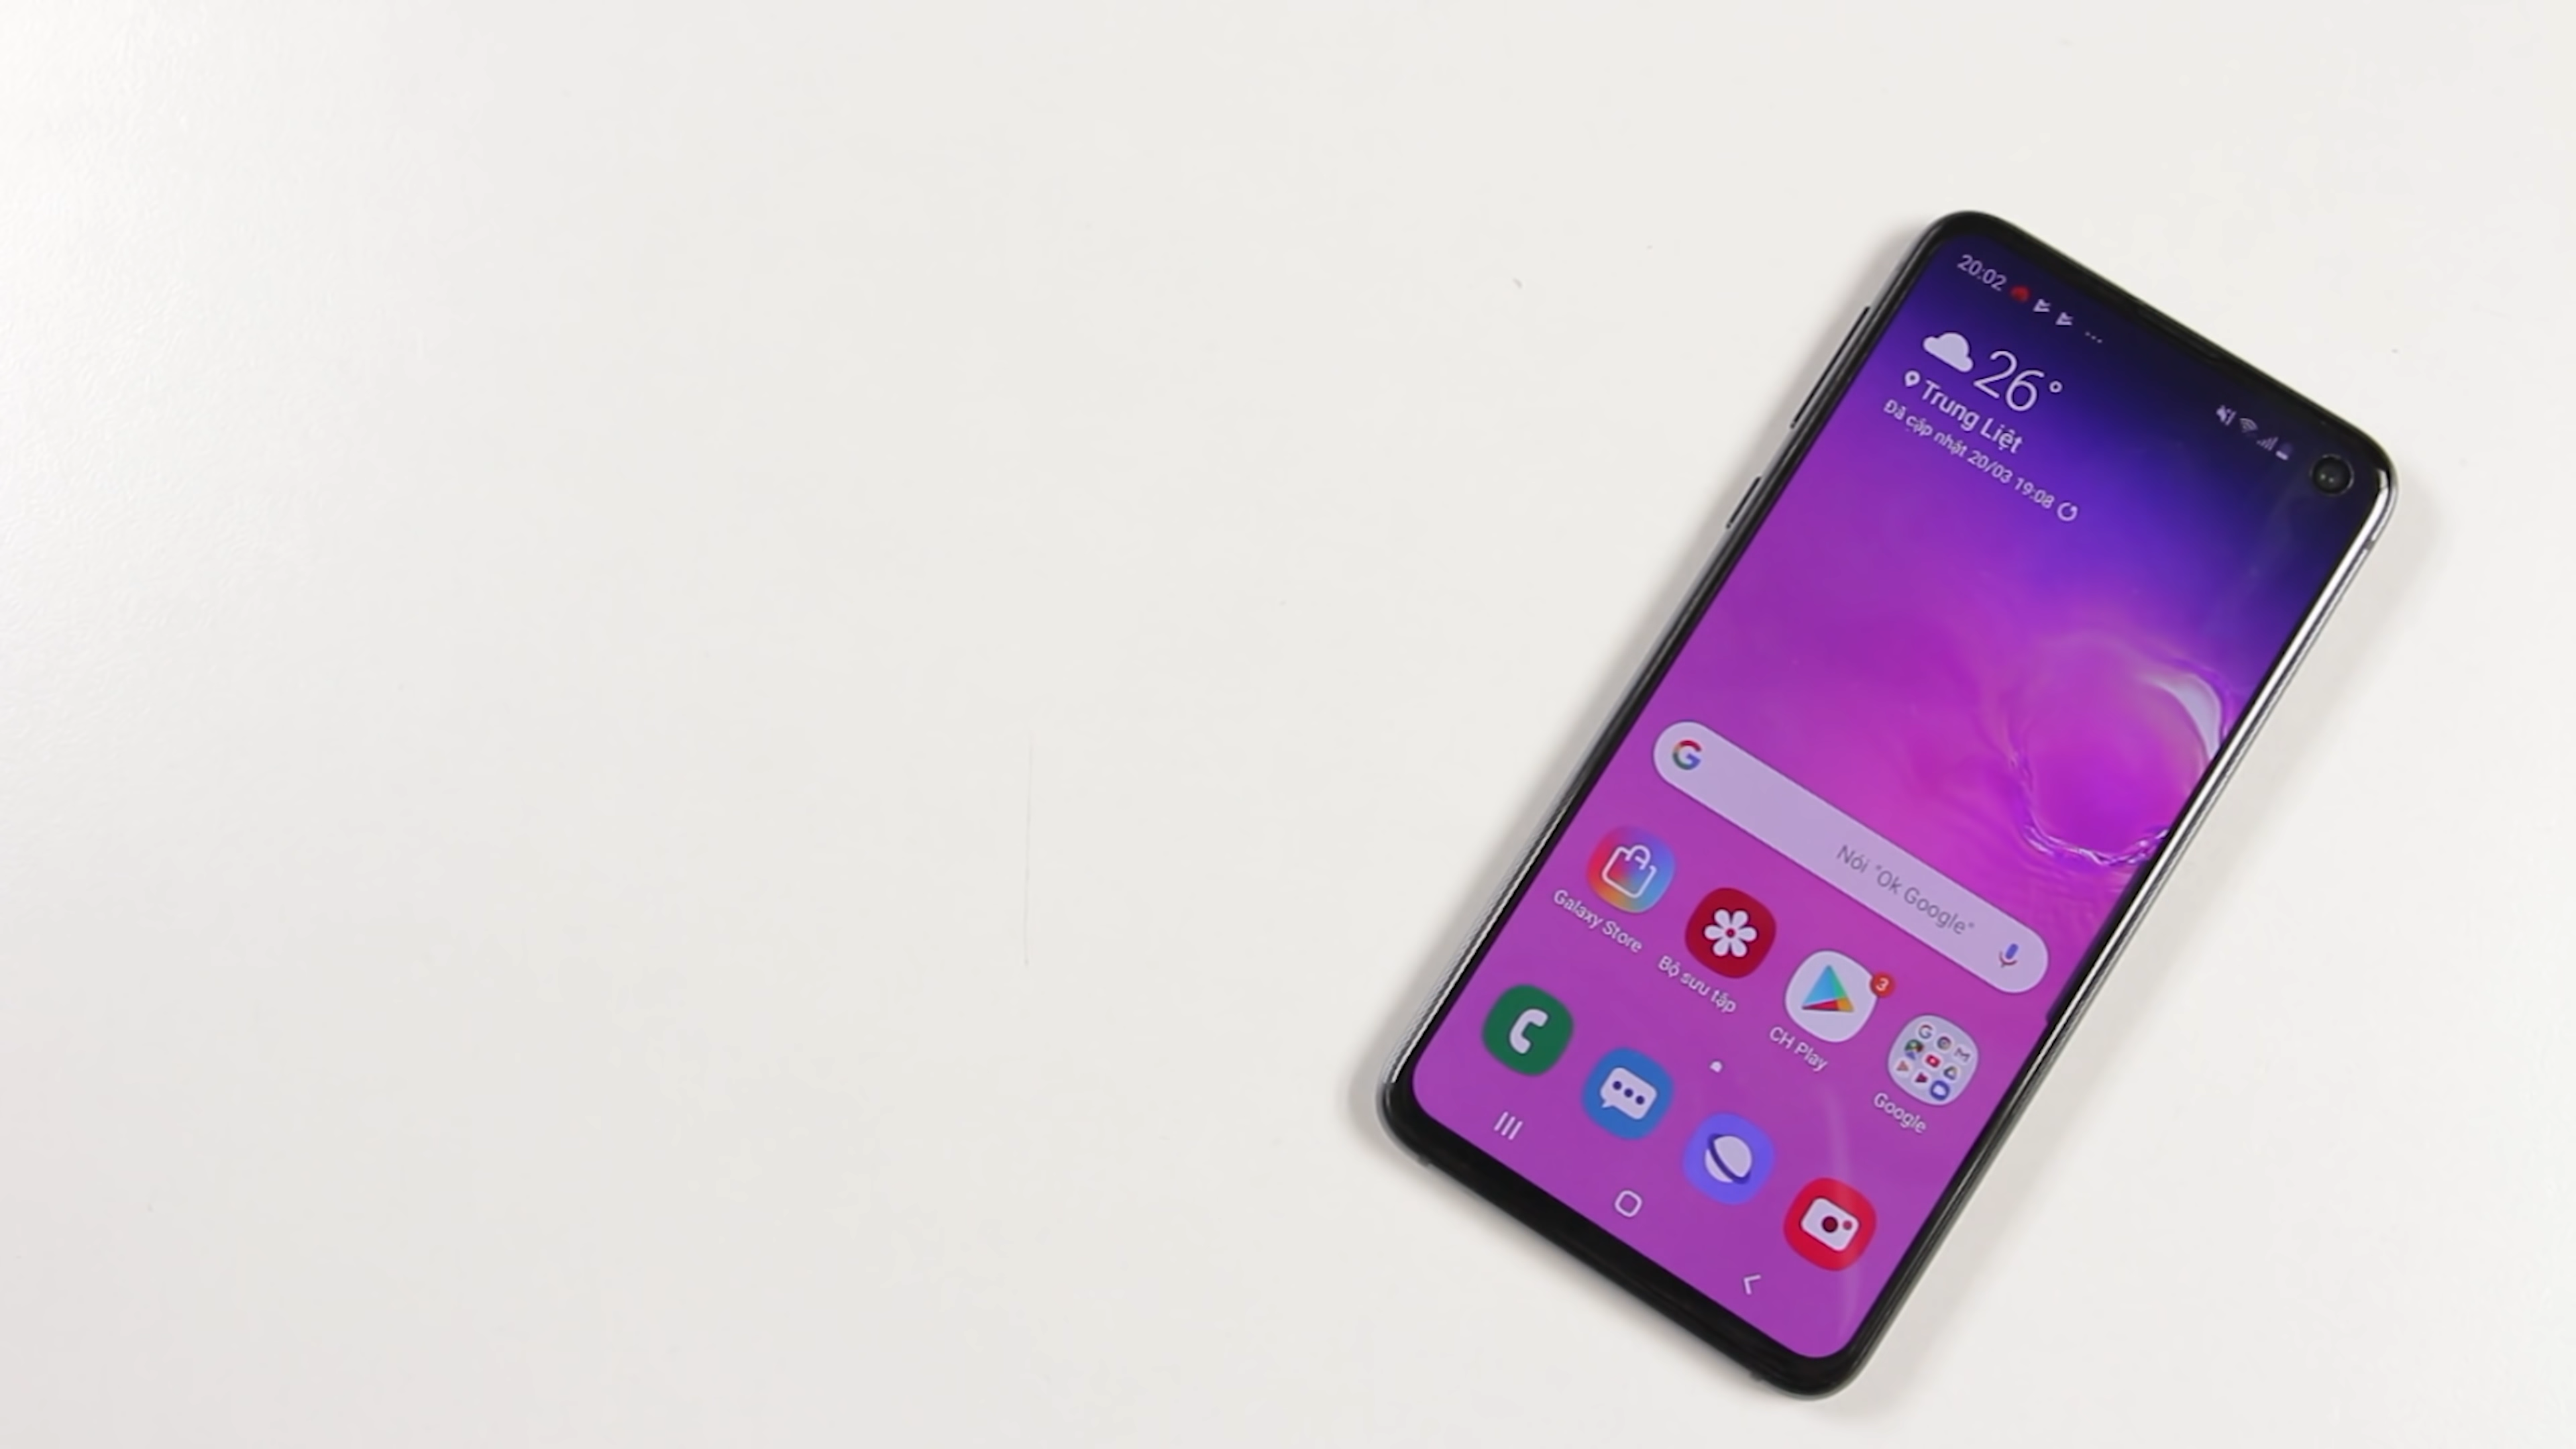 20:02
26°
Trung Liệt
Đã cập nhật 20/03 19:08
Nói "Ok Google"
Galaxy Store
Bộ sưu tập
CH Play
3
Google